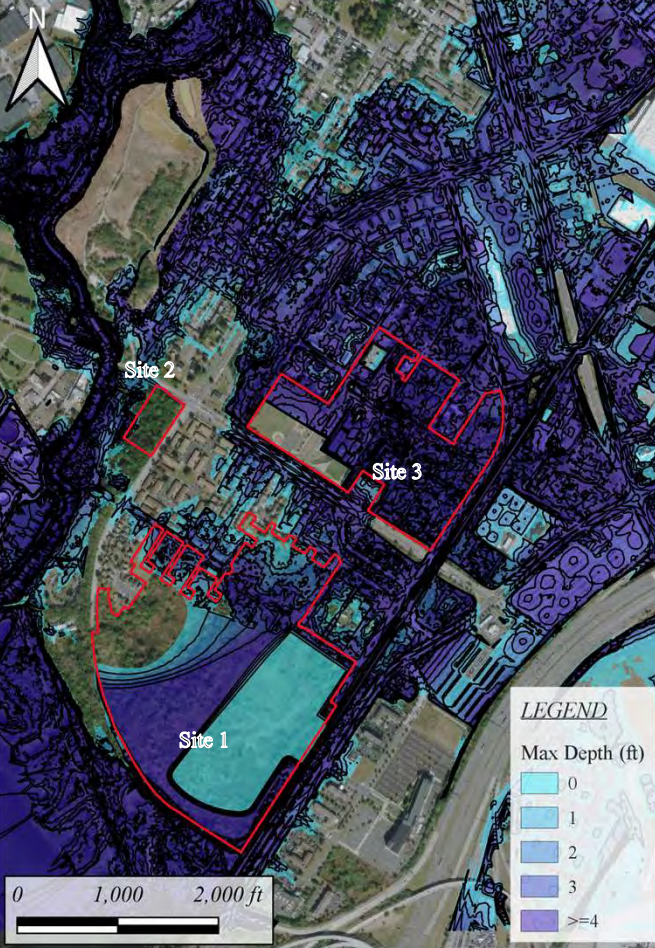 N
Site 2
Site 3
Site 1
LEGEND
Max Depth (ft)
0
1
2
3
>=4
0 1,000 2,000 ft